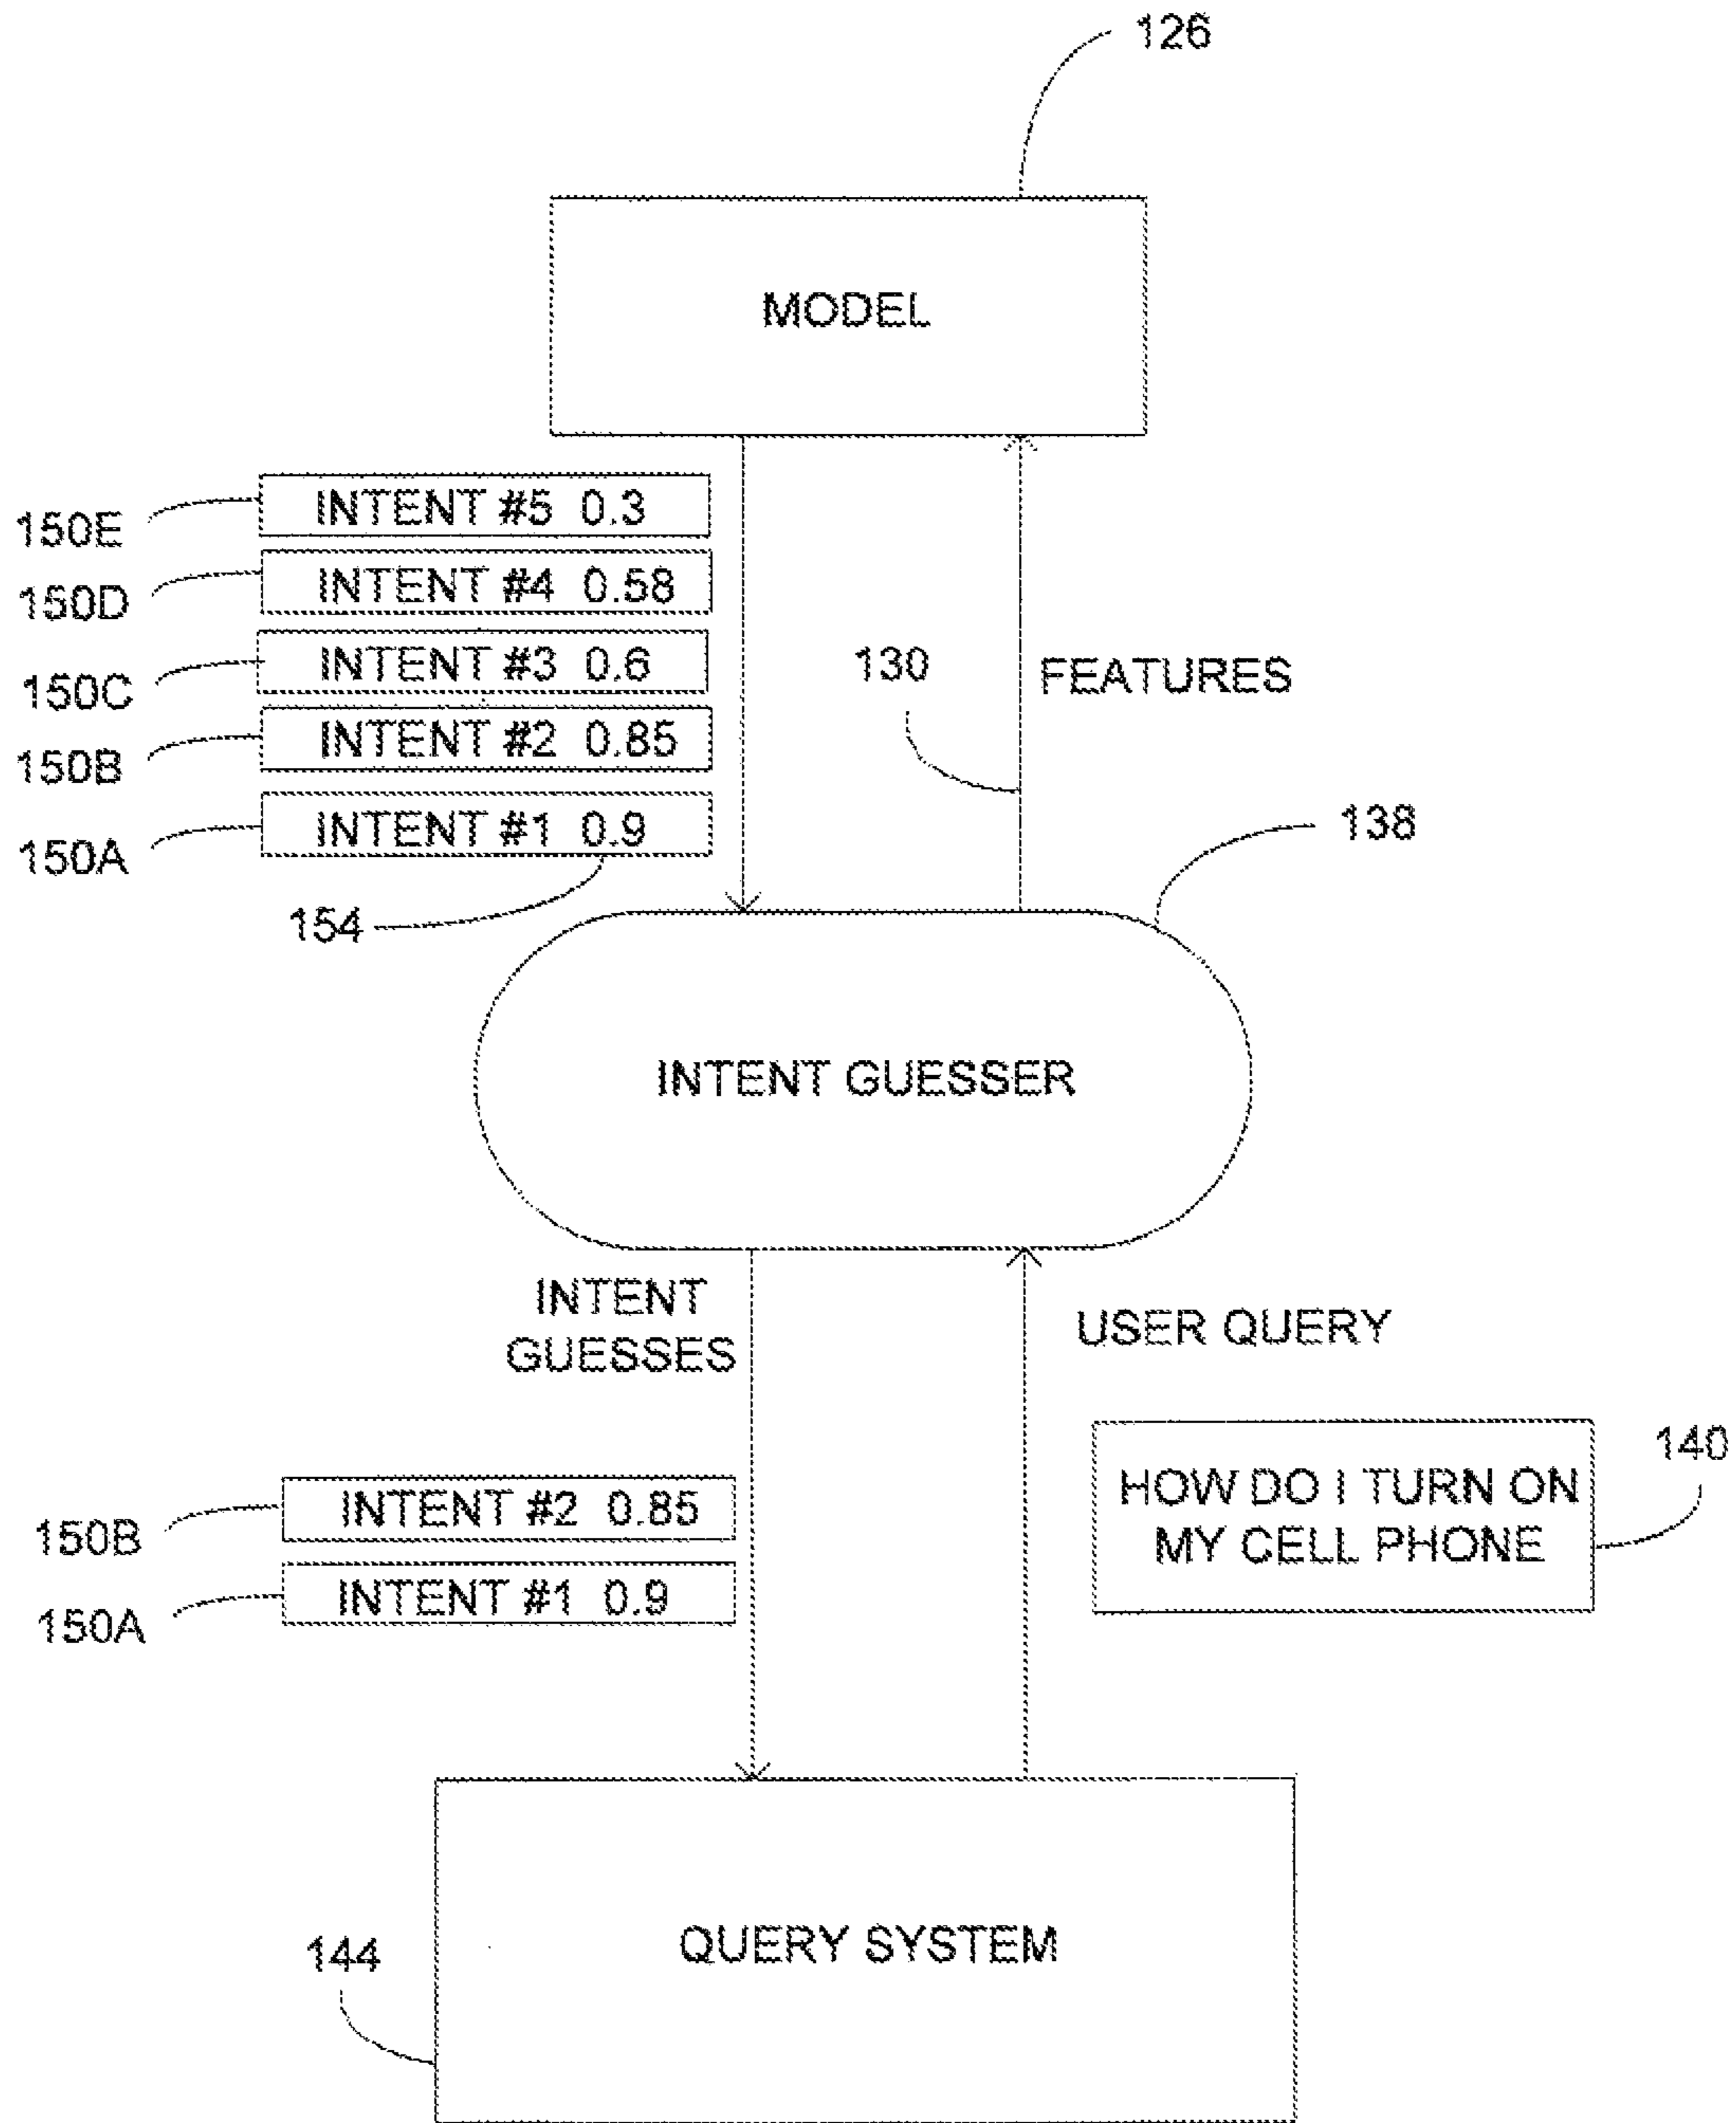 126
MODEL
150E
INTENT #5 0.3
150D
INTENT #4 0.58
150C
INTENT #3 0.6
150B
INTENT #2 0.85
150A
INTENT #1 0.9
154
130
FEATURES
138
INTENT GUESSER
INTENT
GUESSES
USER QUERY
150B
INTENT #2 0.85
150A
INTENT #1 0.9
HOW DO I TURN ON
MY CELL PHONE
140
144
QUERY SYSTEM